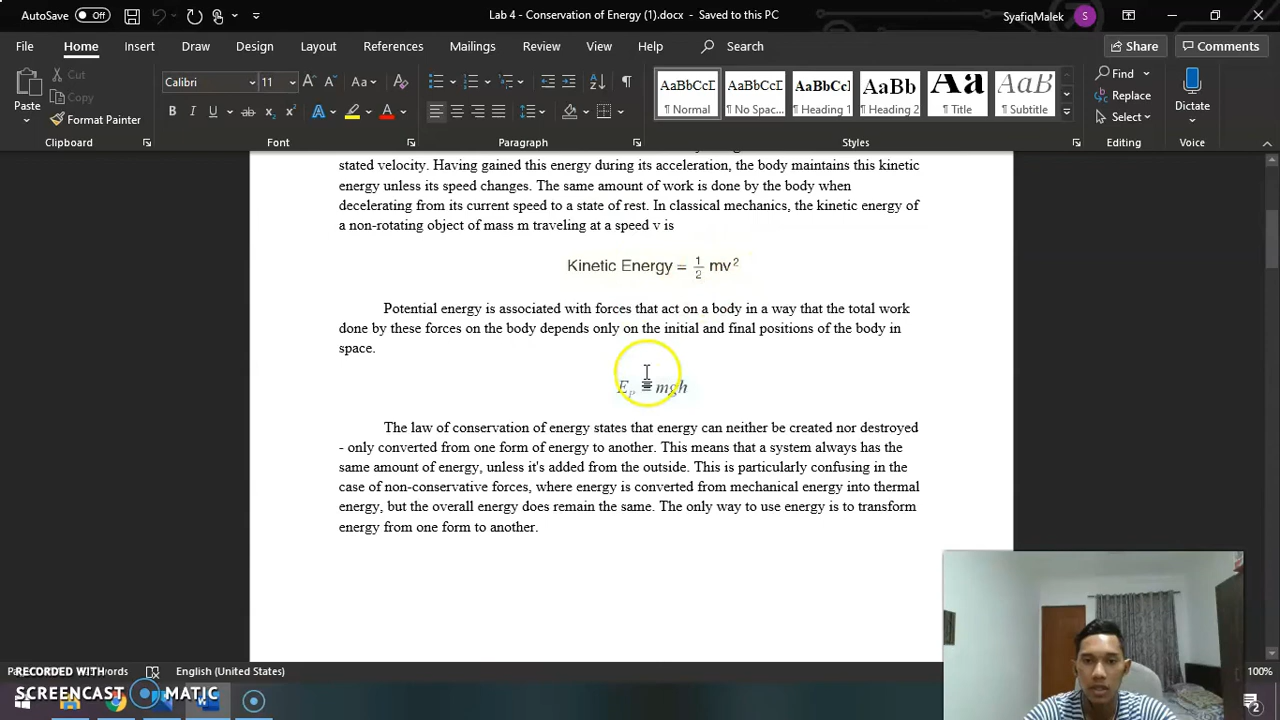 AutoSave Off Lab 4 - Conservation of Energy (1).docx - Saved to this PC SyafiqMalek S
File Home Insert Draw Design Layout References Mailings Review View Help Search Share Comments
Paste Cut Copy Format Painter
Calibri 11
AaBbCcD AaBbCcD AaBbCc AaBb Aa AaBb
¶ Normal ¶ No Spac... ¶ Heading 1 ¶ Heading 2 ¶ Title ¶ Subtitle
Find Replace Select Dictate
Clipboard Font Paragraph Styles Editing Voice
stated velocity. Having gained this energy during its acceleration, the body maintains this kinetic
energy unless its speed changes. The same amount of work is done by the body when
decelerating from its current speed to a state of rest. In classical mechanics, the kinetic energy of
a non-rotating object of mass m traveling at a speed v is
Kinetic Energy = 1/2 mv²
Potential energy is associated with forces that act on a body in a way that the total work
done by these forces on the body depends only on the initial and final positions of the body in
space.
E_P = mgh
The law of conservation of energy states that energy can neither be created nor destroyed
- only converted from one form of energy to another. This means that a system always has the
same amount of energy, unless it's added from the outside. This is particularly confusing in the
case of non-conservative forces, where energy is converted from mechanical energy into thermal
energy, but the overall energy does remain the same. The only way to use energy is to transform
energy from one form to another.
English (United States) 100%
RECORDED WITH
SCREENCAST MATIC
2